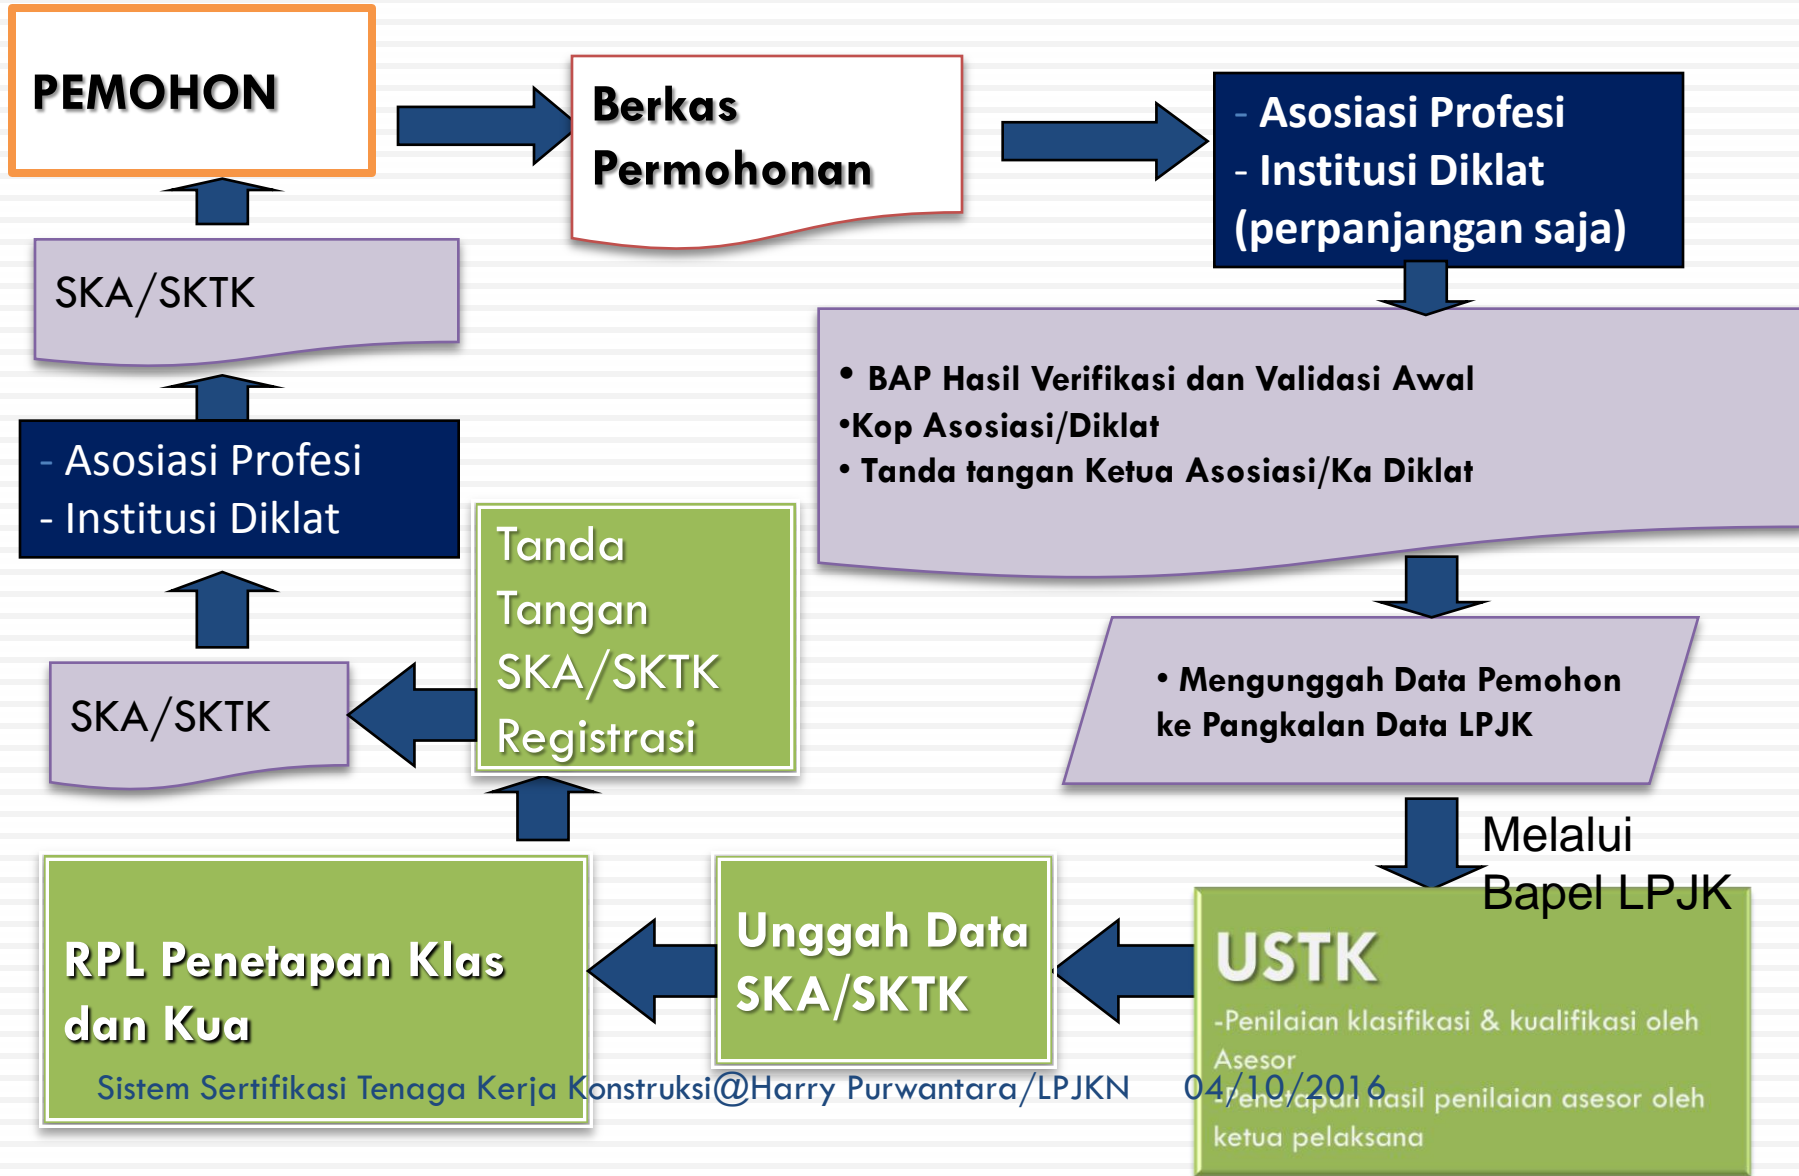 PEMOHON
Berkas
Permohonan
- Asosiasi Profesi
- Institusi Diklat
(perpanjangan saja)
• BAP Hasil Verifikasi dan Validasi Awal
•Kop Asosiasi/Diklat
• Tanda tangan Ketua Asosiasi/Ka Diklat
• Mengunggah Data Pemohon
ke Pangkalan Data LPJK
Melalui
Bapel LPJK
USTK
-Penilaian klasifikasi & kualifikasi oleh
Asesor
-Penetapan hasil penilaian asesor oleh
ketua pelaksana
Unggah Data
SKA/SKTK
RPL Penetapan Klas
dan Kua
Tanda
Tangan
SKA/SKTK
Registrasi
SKA/SKTK
- Asosiasi Profesi
- Institusi Diklat
SKA/SKTK
Sistem Sertifikasi Tenaga Kerja Konstruksi@Harry Purwantara/LPJKN 04/10/2016